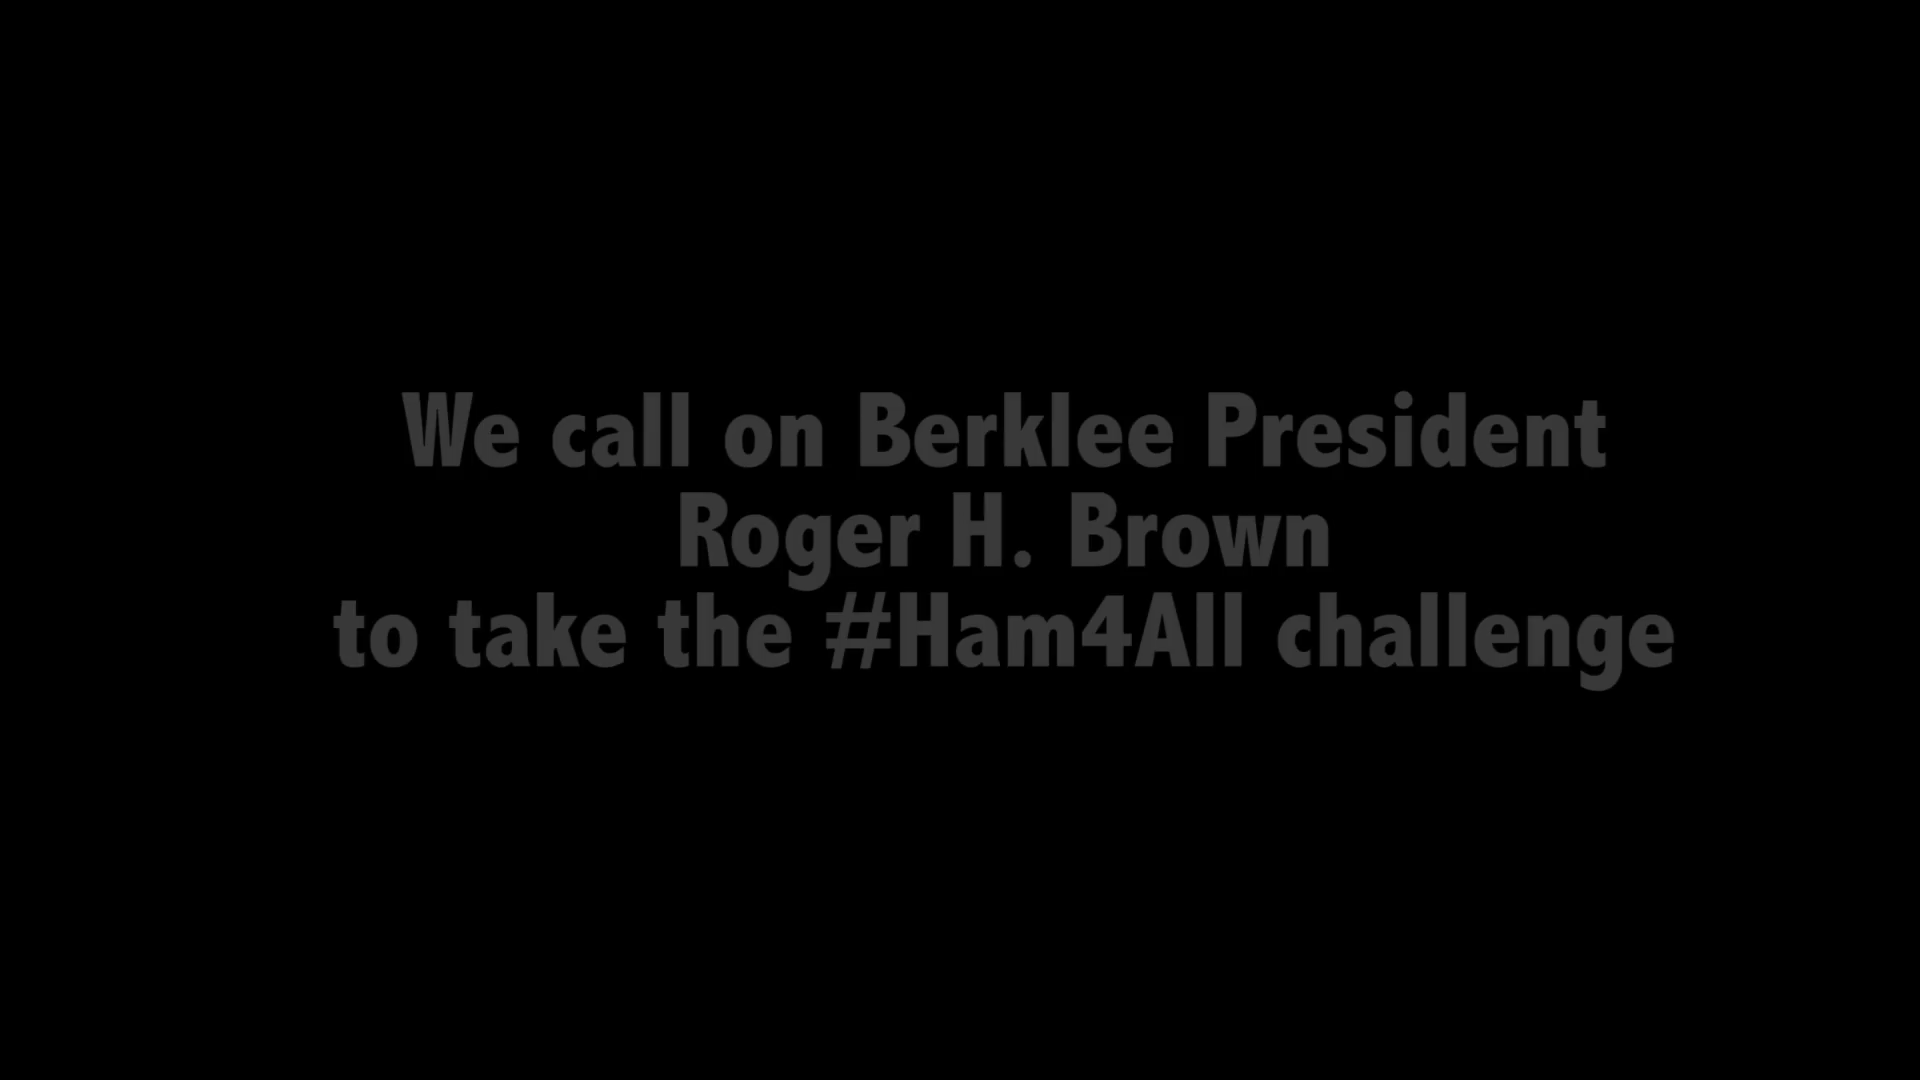 We call on Berklee President
Roger H. Brown
to take the #Ham4All challenge